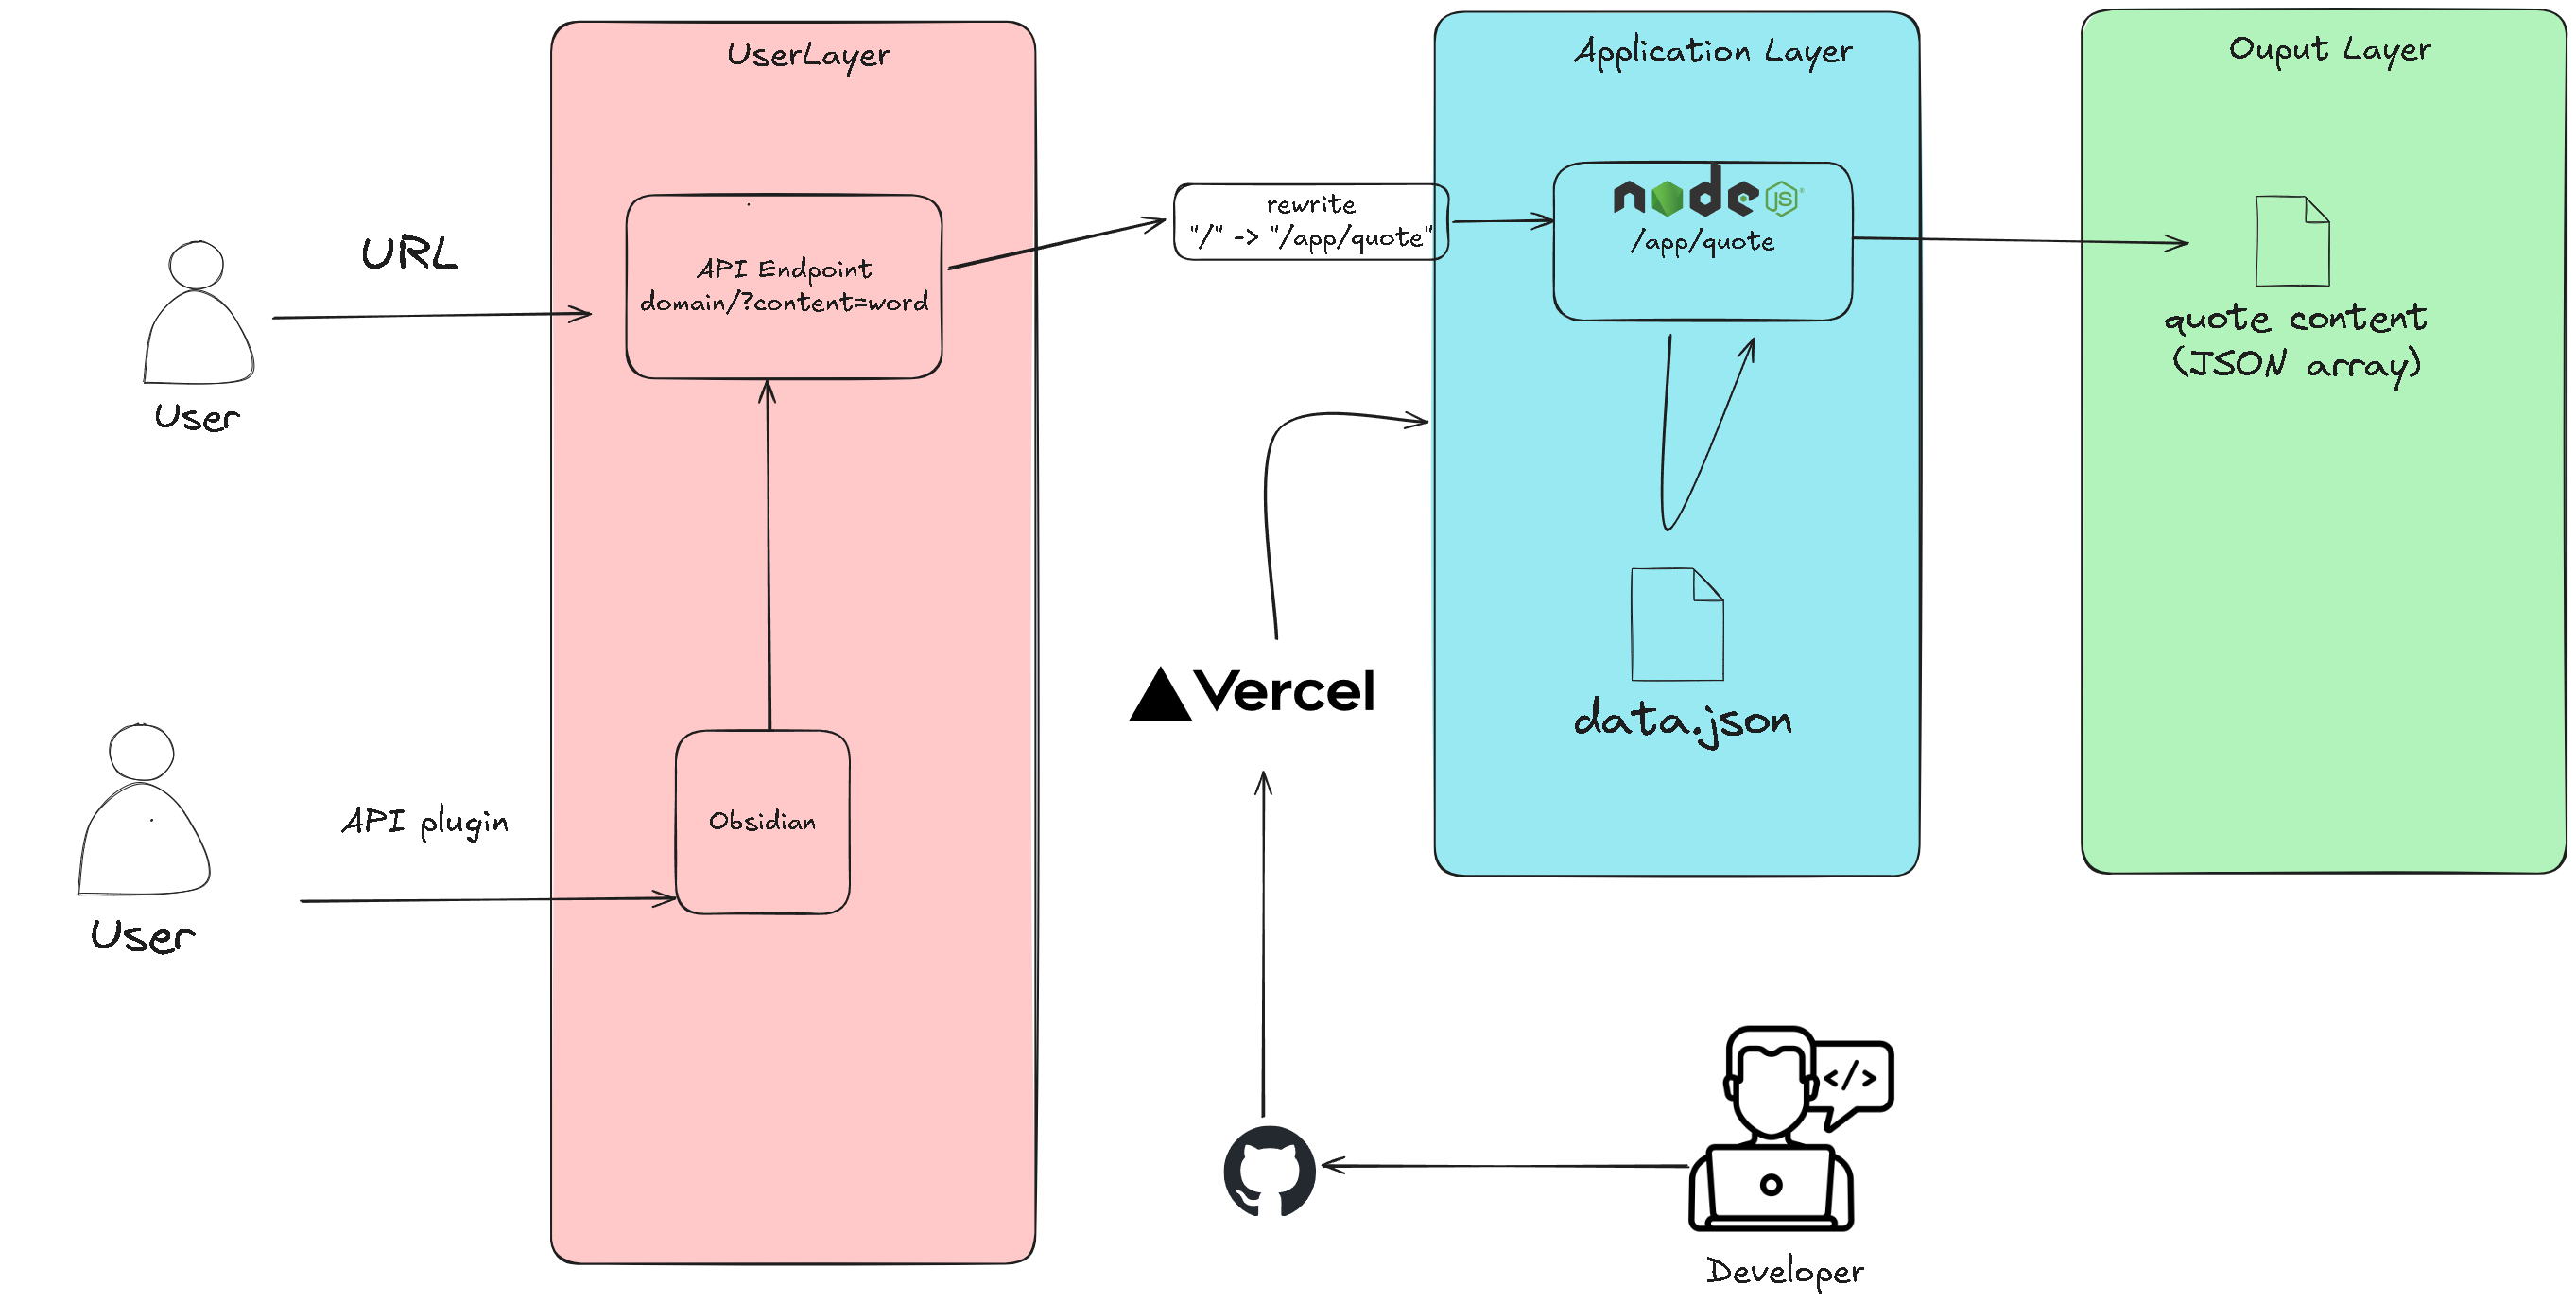 UserLayer
Application Layer
Ouput Layer
URL
API Endpoint
domain/?content=word
rewrite
"/" -> "/app/quote"
node
JS
/app/quote
quote content
(JSON array)
User
Vercel
data.json
API plugin
Obsidian
User
</>
Developer